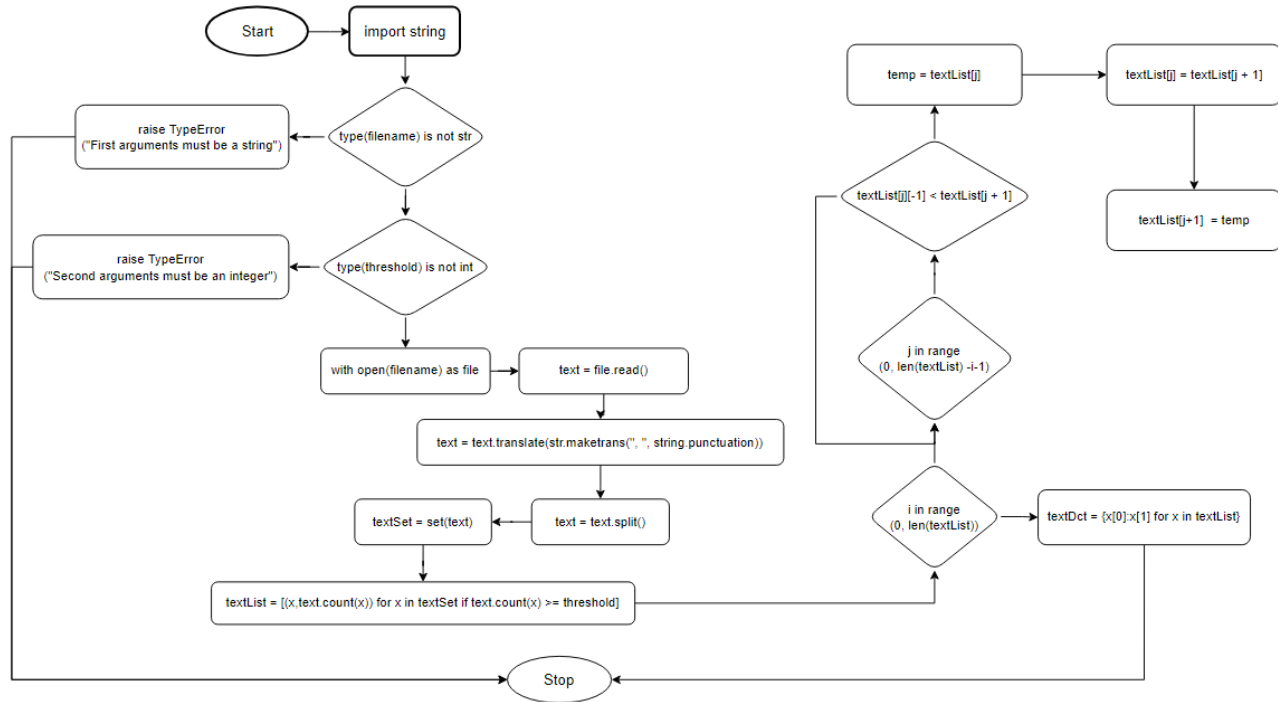 Start
import string
type(filename) is not str
raise TypeError
("First arguments must be a string")
type(threshold) is not int
raise TypeError
("Second arguments must be an integer")
with open(filename) as file
text = file.read()
text = text.translate(str.maketrans('', '', string.punctuation))
text = text.split()
textSet = set(text)
textList = [(x,text.count(x)) for x in textSet if text.count(x) >= threshold]
i in range
(0, len(textList))
j in range
(0, len(textList) -i-1)
textList[j][-1] < textList[j + 1]
temp = textList[j]
textList[j] = textList[j + 1]
textList[j+1] = temp
textDct = {x[0]:x[1] for x in textList}
Stop